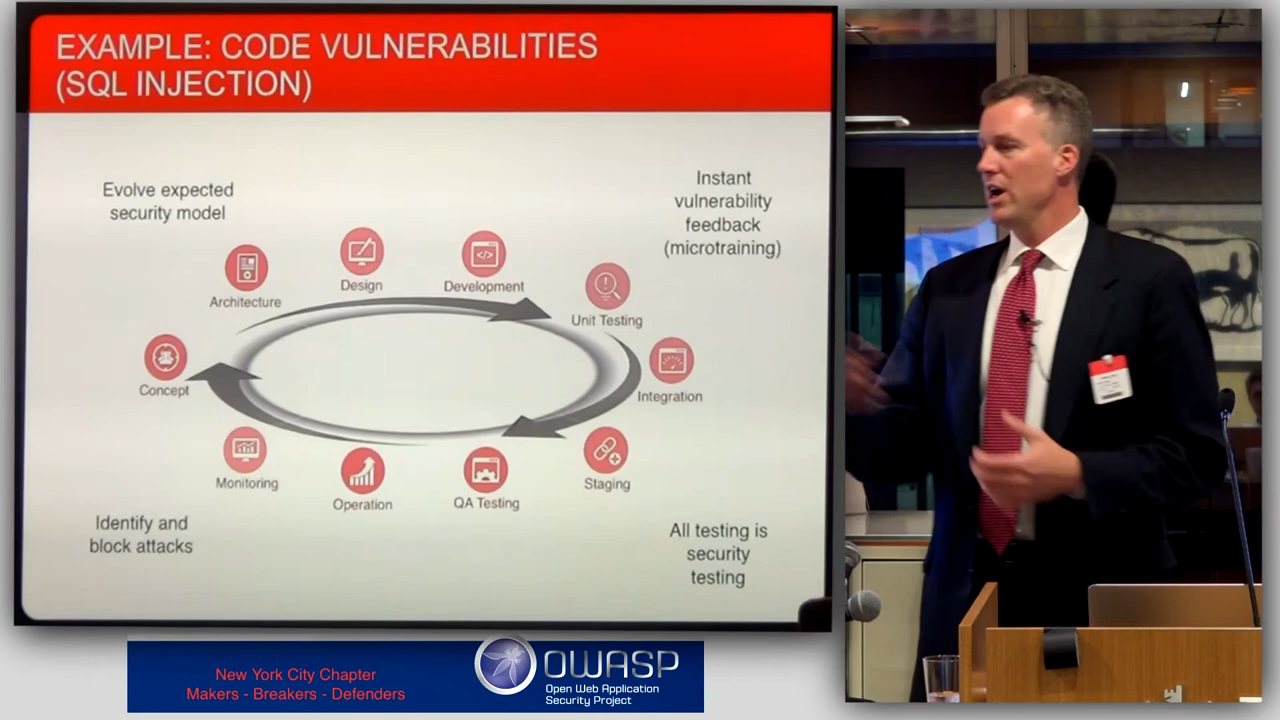 EXAMPLE: CODE VULNERABILITIES
(SQL INJECTION)
Evolve expected
security model
Instant
vulnerability
feedback
(microtraining)
Architecture
Design
Development
Unit Testing
Concept
Integration
Monitoring
Operation
QA Testing
Staging
Identify and
block attacks
All testing is
security
testing
New York City Chapter
Makers - Breakers - Defenders
OWASP
Open Web Application
Security Project